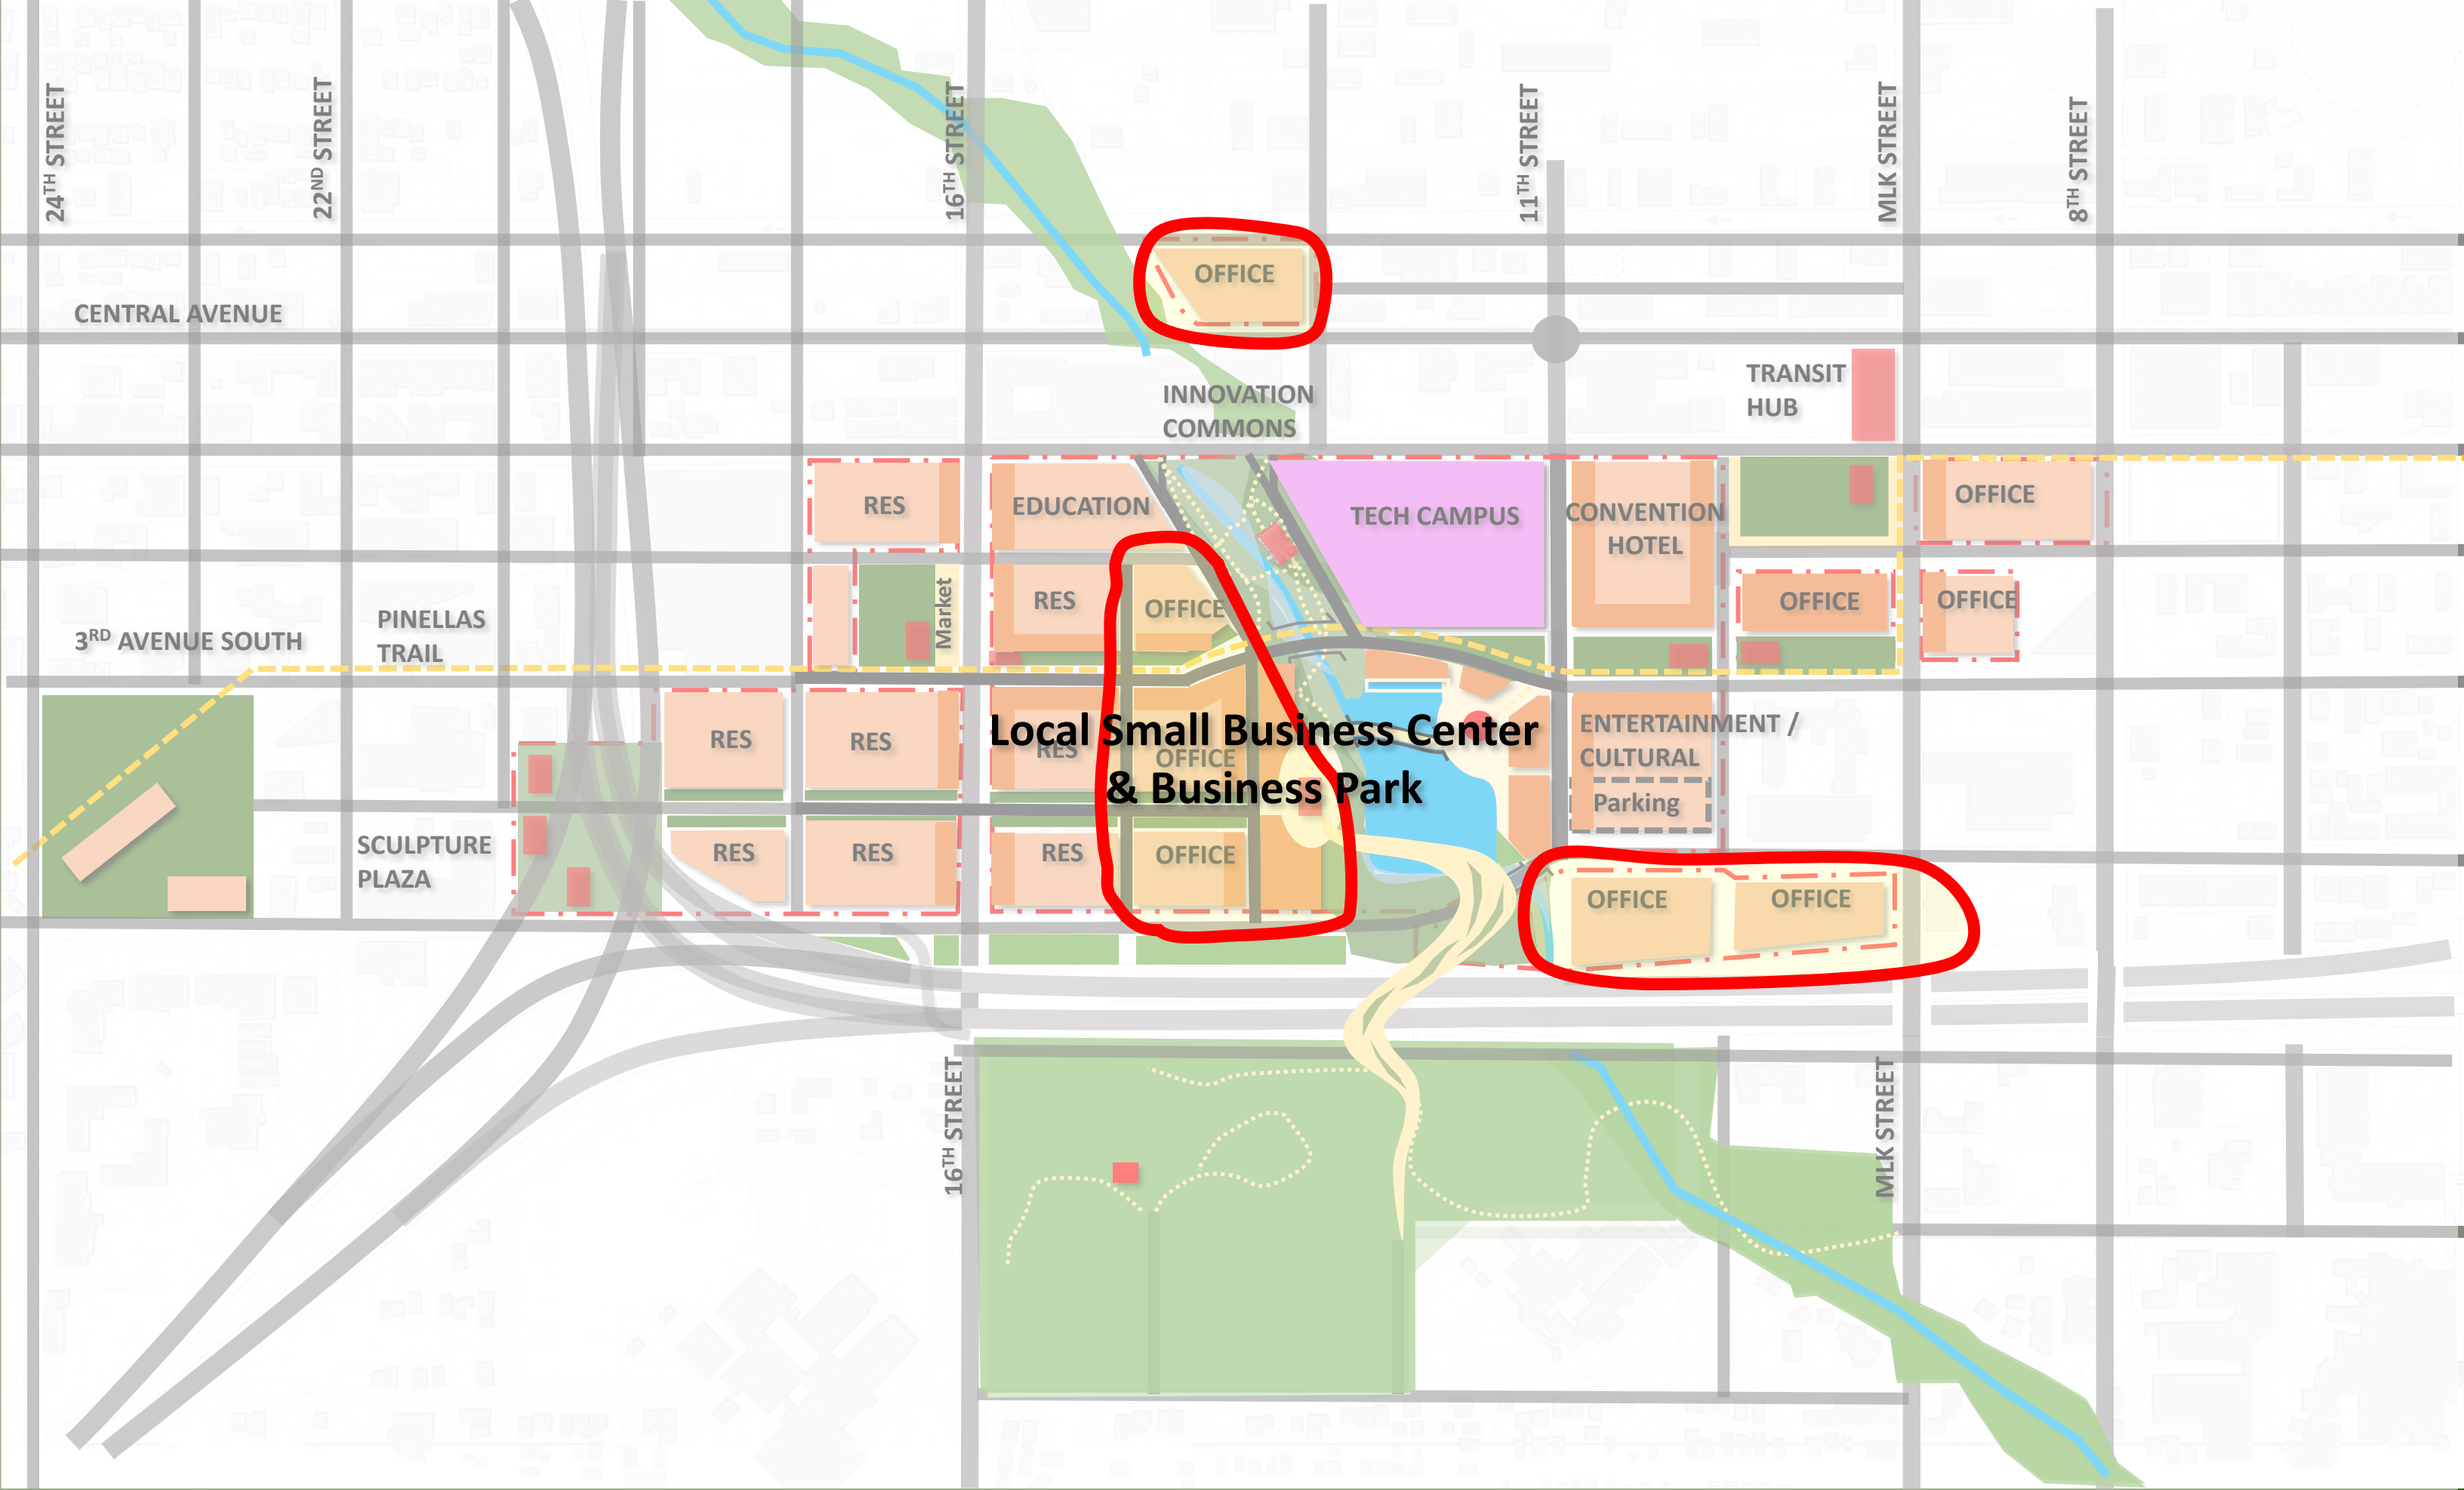 24TH STREET
22ND STREET
16TH STREET
11TH STREET
MLK STREET
8TH STREET
OFFICE
CENTRAL AVENUE
TRANSIT
HUB
INNOVATION
COMMONS
RES
EDUCATION
TECH CAMPUS
CONVENTION
HOTEL
OFFICE
Market
RES
OFFICE
OFFICE
OFFICE
PINELLAS
TRAIL
3RD AVENUE SOUTH
RES
RES
RES
OFFICE
Local Small Business Center
& Business Park
ENTERTAINMENT /
CULTURAL
Parking
SCULPTURE
PLAZA
RES
RES
RES
OFFICE
OFFICE
OFFICE
16TH STREET
MLK STREET